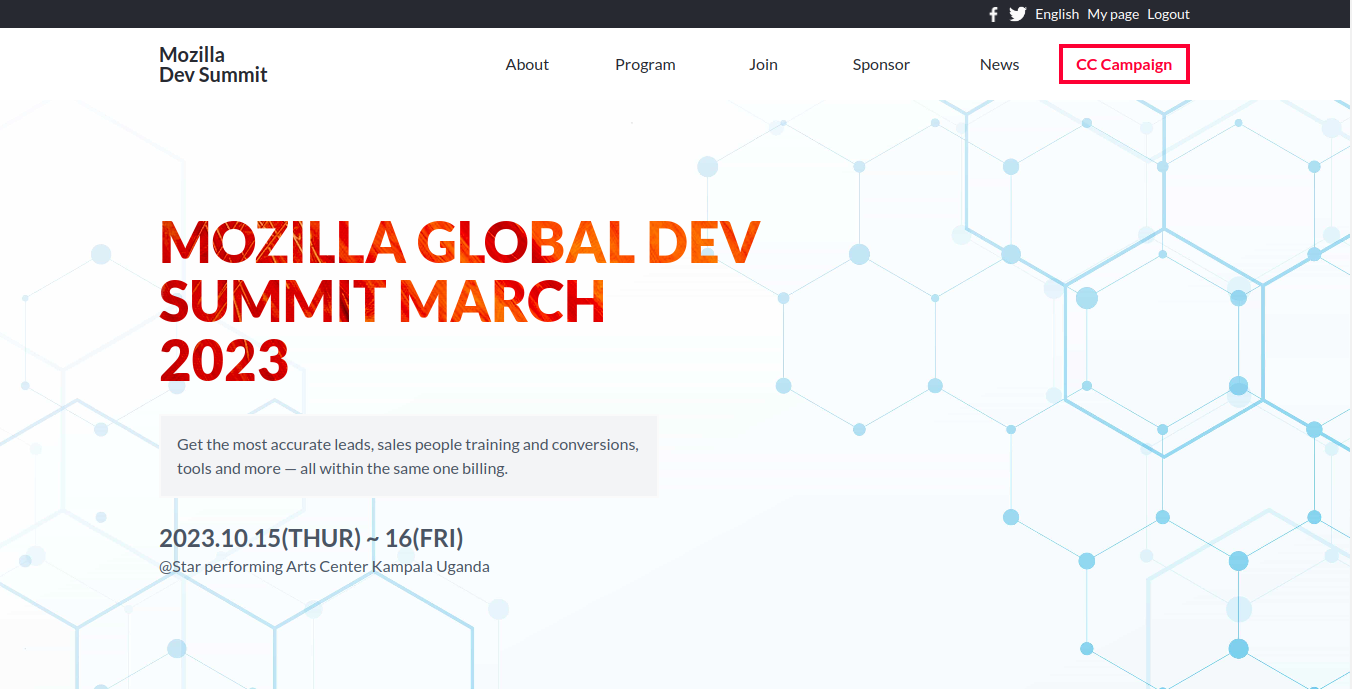 English My page Logout
Mozilla
Dev Summit
About Program Join Sponsor News CC Campaign
MOZILLA GLOBAL DEV
SUMMIT MARCH
2023
Get the most accurate leads, sales people training and conversions,
tools and more — all within the same one billing.
2023.10.15(THUR) ~ 16(FRI)
@Star performing Arts Center Kampala Uganda